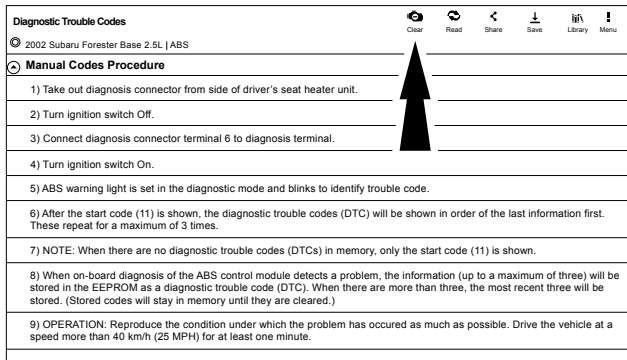 Diagnostic Trouble Codes
Clear Read Share Save Library Menu
2002 Subaru Forester Base 2.5L | ABS
Manual Codes Procedure
1) Take out diagnosis connector from side of driver's seat heater unit.
2) Turn ignition switch Off.
3) Connect diagnosis connector terminal 6 to diagnosis terminal.
4) Turn ignition switch On.
5) ABS warning light is set in the diagnostic mode and blinks to identify trouble code.
6) After the start code (11) is shown, the diagnostic trouble codes (DTC) will be shown in order of the last information first.
These repeat for a maximum of 3 times.
7) NOTE: When there are no diagnostic trouble codes (DTCs) in memory, only the start code (11) is shown.
8) When on-board diagnosis of the ABS control module detects a problem, the information (up to a maximum of three) will be
stored in the EEPROM as a diagnostic trouble code (DTC). When there are more than three, the most recent three will be
stored. (Stored codes will stay in memory until they are cleared.)
9) OPERATION: Reproduce the condition under which the problem has occured as much as possible. Drive the vehicle at a
speed more than 40 km/h (25 MPH) for at least one minute.